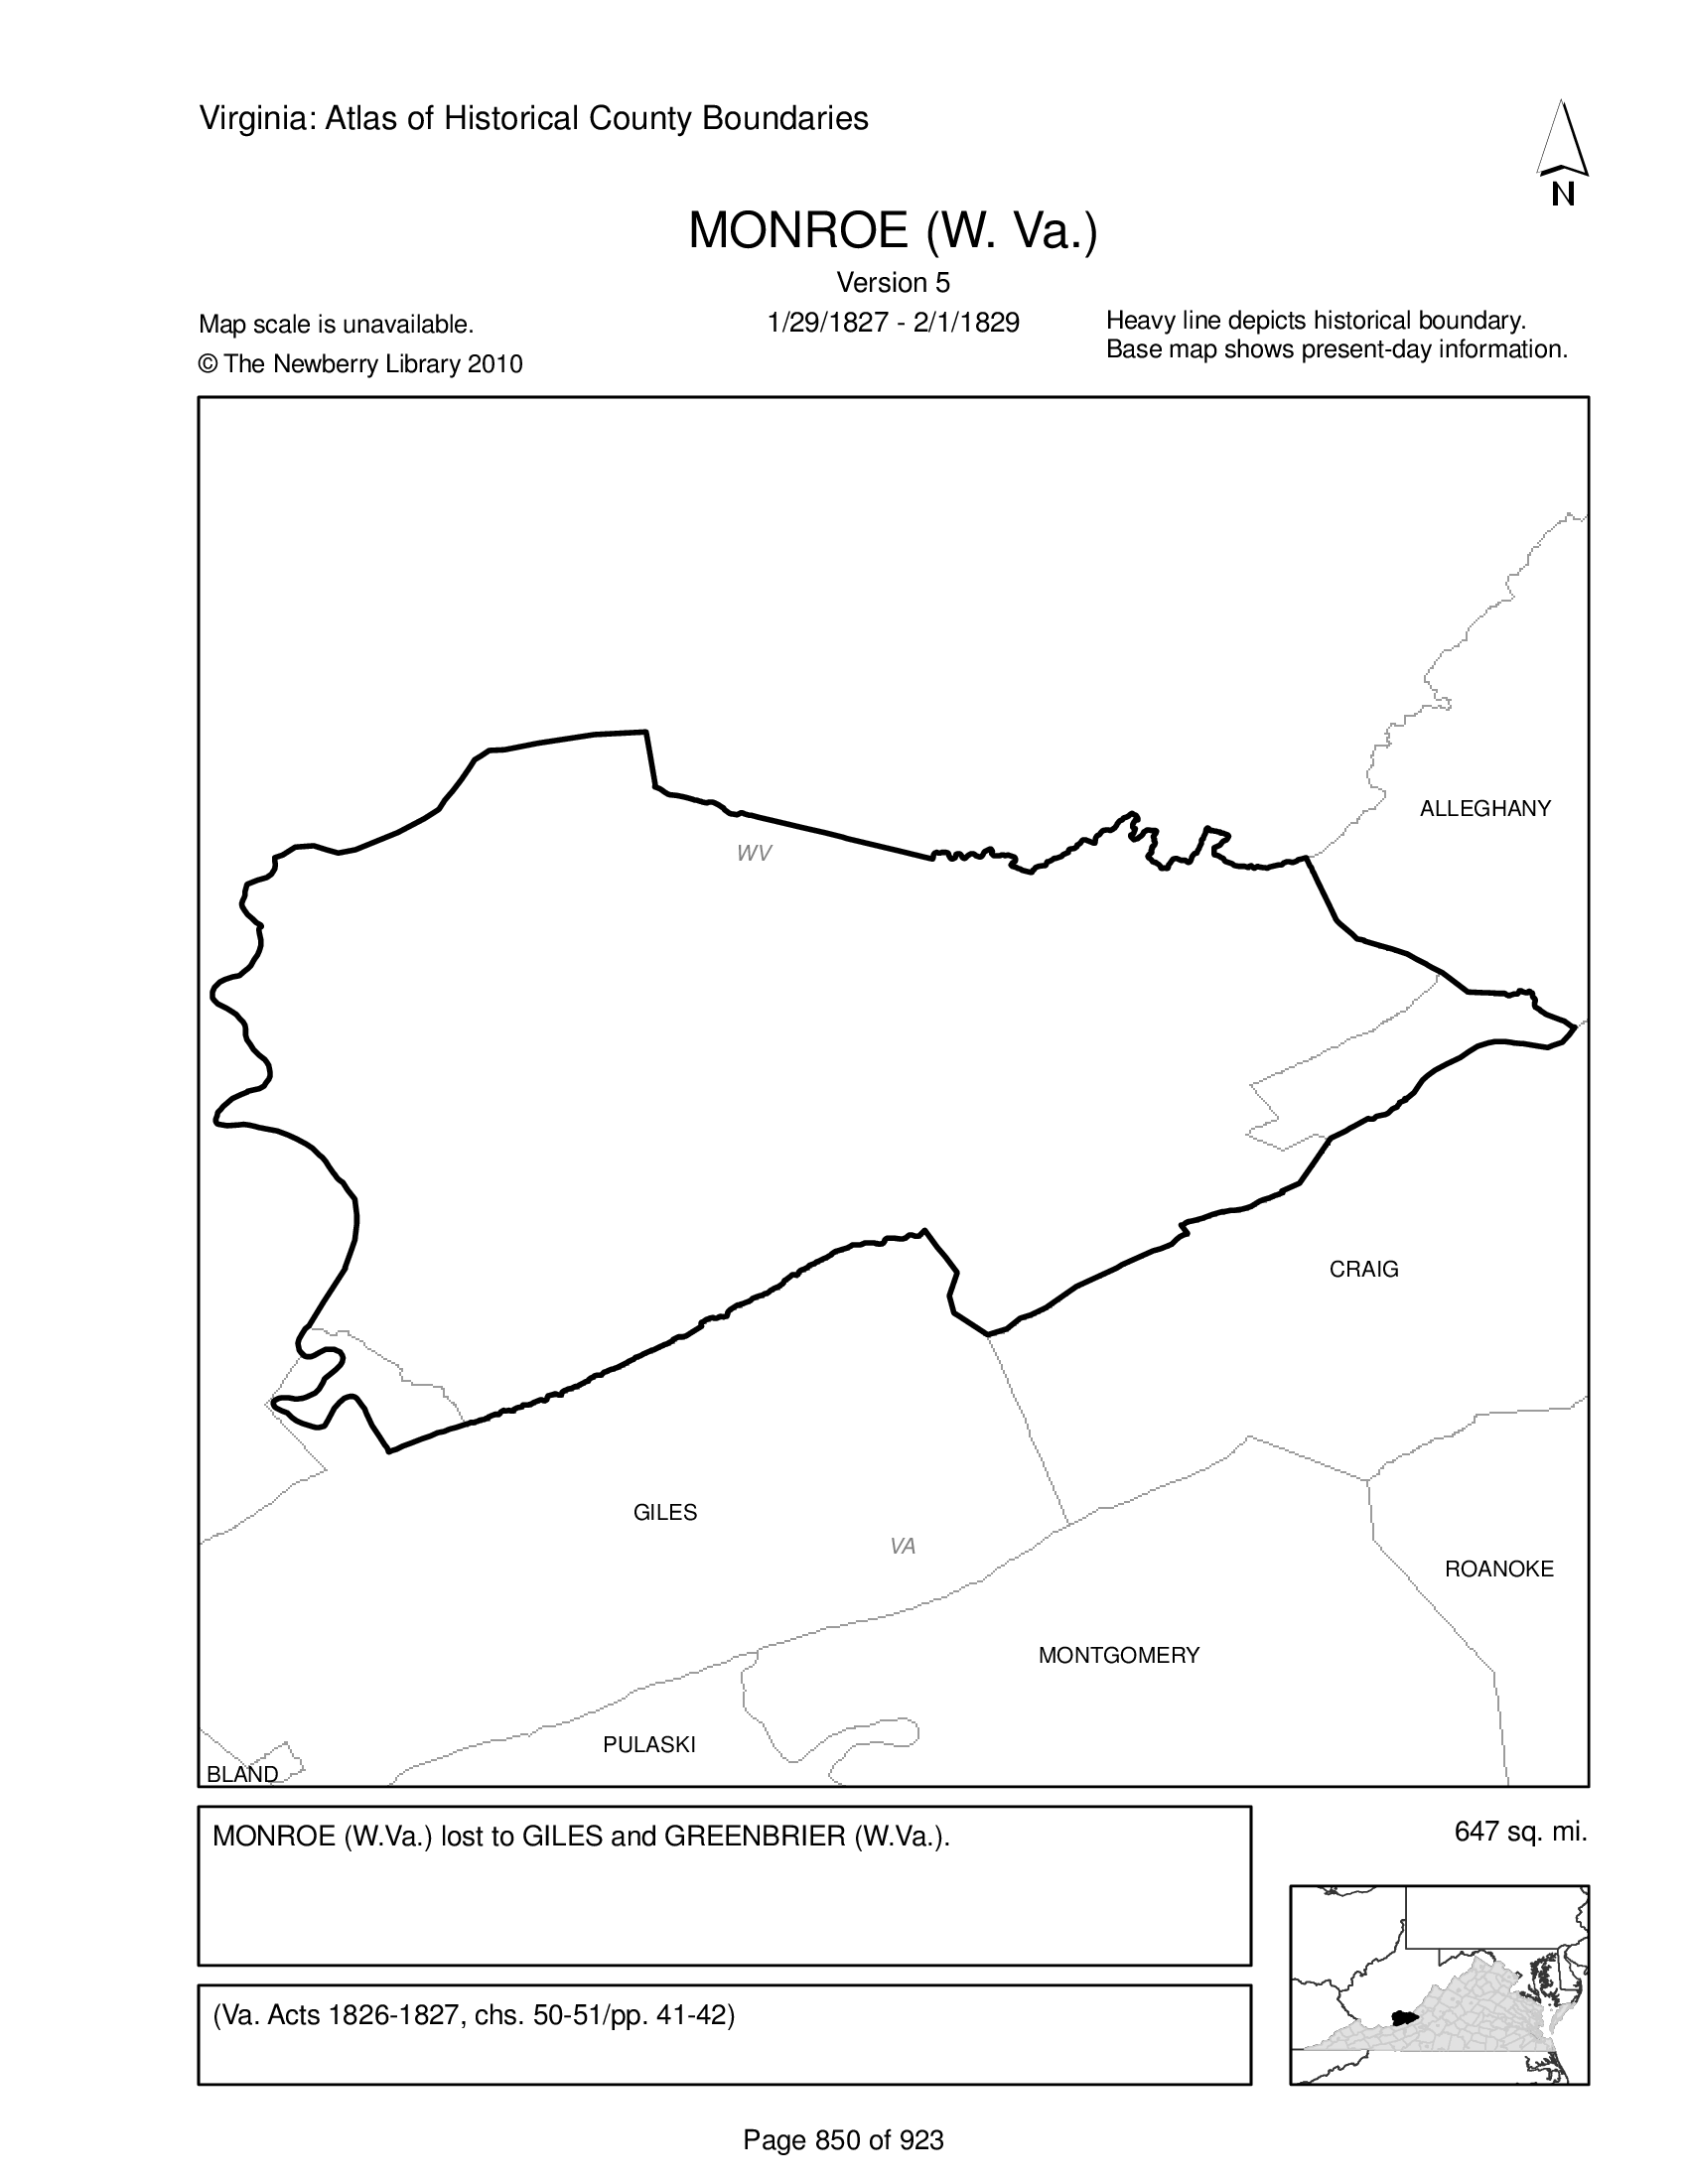 Virginia: Atlas of Historical County Boundaries
N
MONROE (W. Va.)
Version 5
1/29/1827 - 2/1/1829
Map scale is unavailable.
© The Newberry Library 2010
Heavy line depicts historical boundary.
Base map shows present-day information.
ALLEGHANY
WV
CRAIG
GILES
VA
ROANOKE
MONTGOMERY
PULASKI
BLAND
MONROE (W.Va.) lost to GILES and GREENBRIER (W.Va.).
647 sq. mi.
(Va. Acts 1826-1827, chs. 50-51/pp. 41-42)
Page 850 of 923